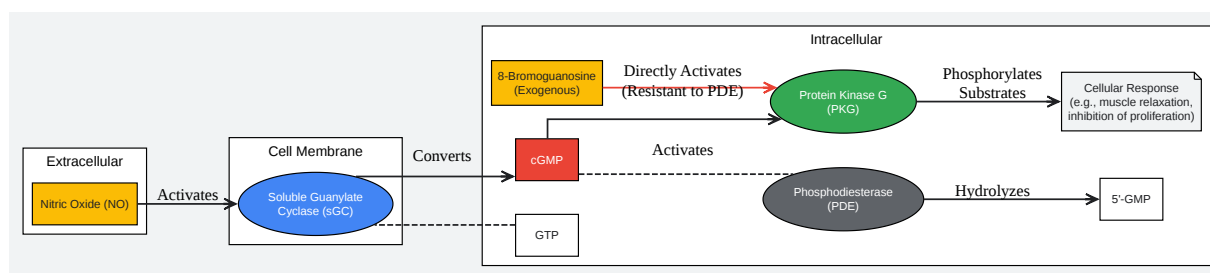 Intracellular
8-Bromoguanosine
(Exogenous)
Directly Activates
(Resistant to PDE)
Protein Kinase G
(PKG)
Phosphorylates
Substrates
Cellular Response
(e.g., muscle relaxation,
inhibition of proliferation)
Extracellular
Nitric Oxide (NO)
Activates
Cell Membrane
Soluble Guanylate
Cyclase (sGC)
Converts
cGMP
Activates
GTP
Phosphodiesterase
(PDE)
Hydrolyzes
5'-GMP